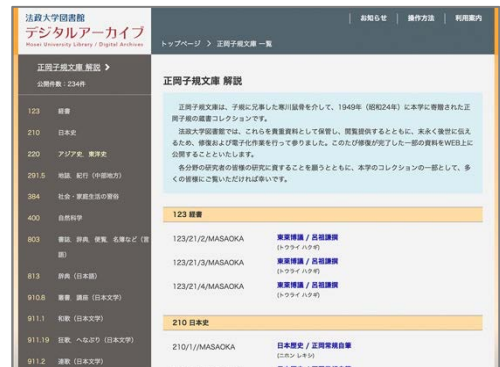 法政大学図書館
デジタルアーカイブ
Hosei University Library / Digital Archives
お知らせ
操作方法
利用案内
トップページ > 正岡子規文庫 一覧
正岡子規文庫 解説 >
公開件数：234件
123 経書
210 日本史
220 アジア史、東洋史
291.5 地誌、紀行（中部地方）
384 社会・家庭生活の習俗
400 自然科学
803 書誌、辞典、便覧、名簿など（言
語）
813 辞典（日本語）
910.8 叢書、講座（日本文学）
911.1 和歌（日本文学）
911.19 狂歌、へなぶり（日本文学）
911.2 連歌（日本文学）
正岡子規文庫 解説
正岡子規文庫は、子規に兄事した寒川鼠骨を介して、1949年（昭和24年）に本学に寄贈された正
岡子規の蔵書コレクションです。
法政大学図書館では、これらを貴重資料として保管し、閲覧提供するとともに、末永く後世に伝え
るため、修復および電子化作業を行って参りました。このたび修復が完了した一部の資料をWEB上に
公開することといたします。
各分野の研究者の皆様の研究に資することを願うとともに、本学のコレクションの一部として、多
くの皆様にご覧いただければ幸いです。
123 経書
123/21/2/MASAOKA 東莱博議 / 呂祖謙撰
(トウライ ハクギ)
123/21/3/MASAOKA 東莱博議 / 呂祖謙撰
(トウライ ハクギ)
123/21/4/MASAOKA 東莱博議 / 呂祖謙撰
(トウライ ハクギ)
210 日本史
210/1//MASAOKA 日本歴史 / 正岡常規自筆
(ニホン レキシ)